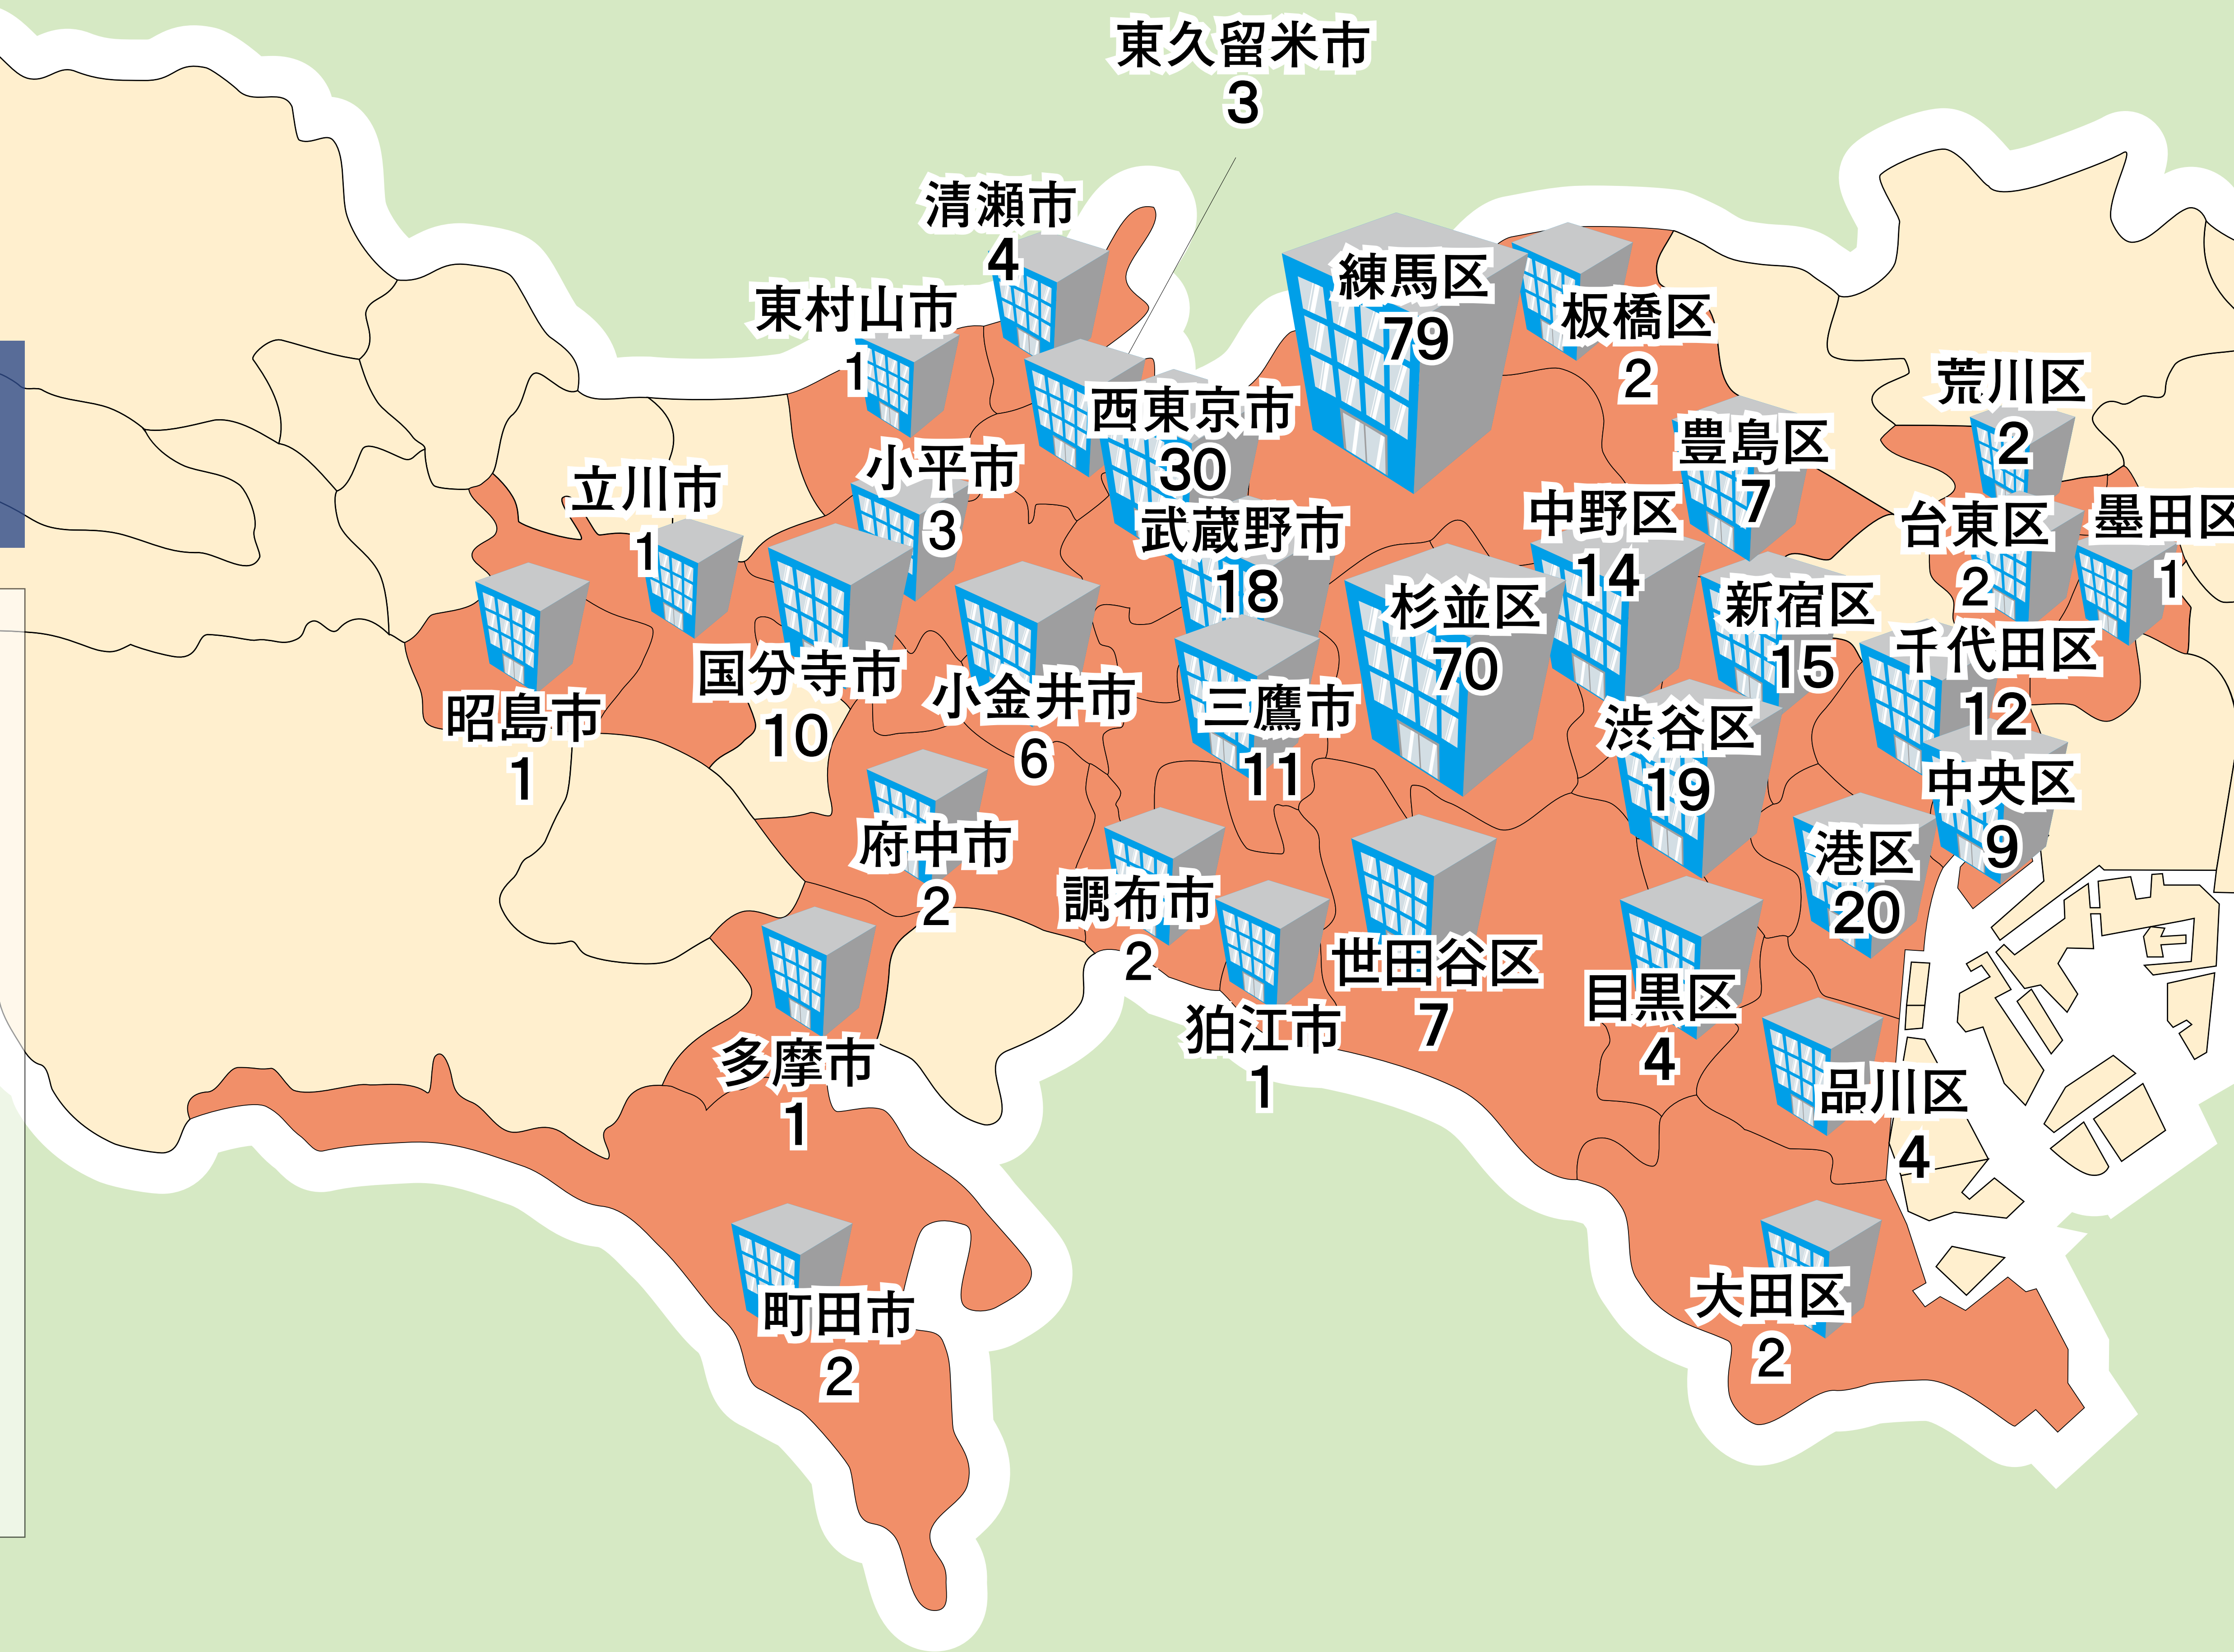 東久留米市
3
清瀬市
4
東村山市
1
練馬区
79
板橋区
2
西東京市
30
荒川区
2
豊島区
7
小平市
3
立川市
1
武蔵野市
18
中野区
14
台東区
2
墨田区
1
杉並区
70
新宿区
15
千代田区
12
国分寺市
10
小金井市
6
三鷹市
11
昭島市
1
渋谷区
19
中央区
9
府中市
2
調布市
2
港区
20
世田谷区
7
目黒区
4
狛江市
1
多摩市
1
品川区
4
町田市
2
大田区
2